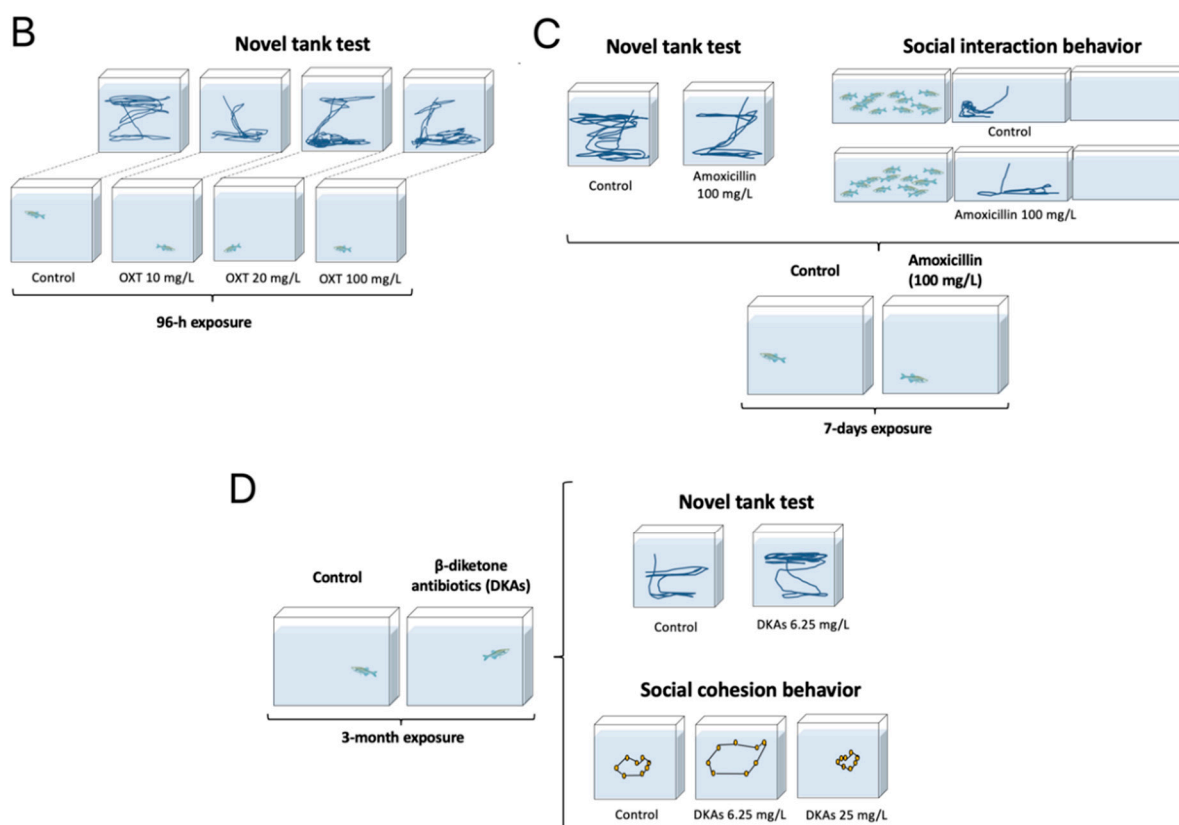 B
Novel tank test
Control
OXT 10 mg/L
OXT 20 mg/L
OXT 100 mg/L
96-h exposure
C
Novel tank test
Control
Amoxicillin
100 mg/L
Social interaction behavior
Control
Amoxicillin 100 mg/L
Control
Amoxicillin
(100 mg/L)
7-days exposure
D
Control
β-diketone
antibiotics (DKAs)
3-month exposure
Novel tank test
Control
DKAs 6.25 mg/L
Social cohesion behavior
Control
DKAs 6.25 mg/L
DKAs 25 mg/L